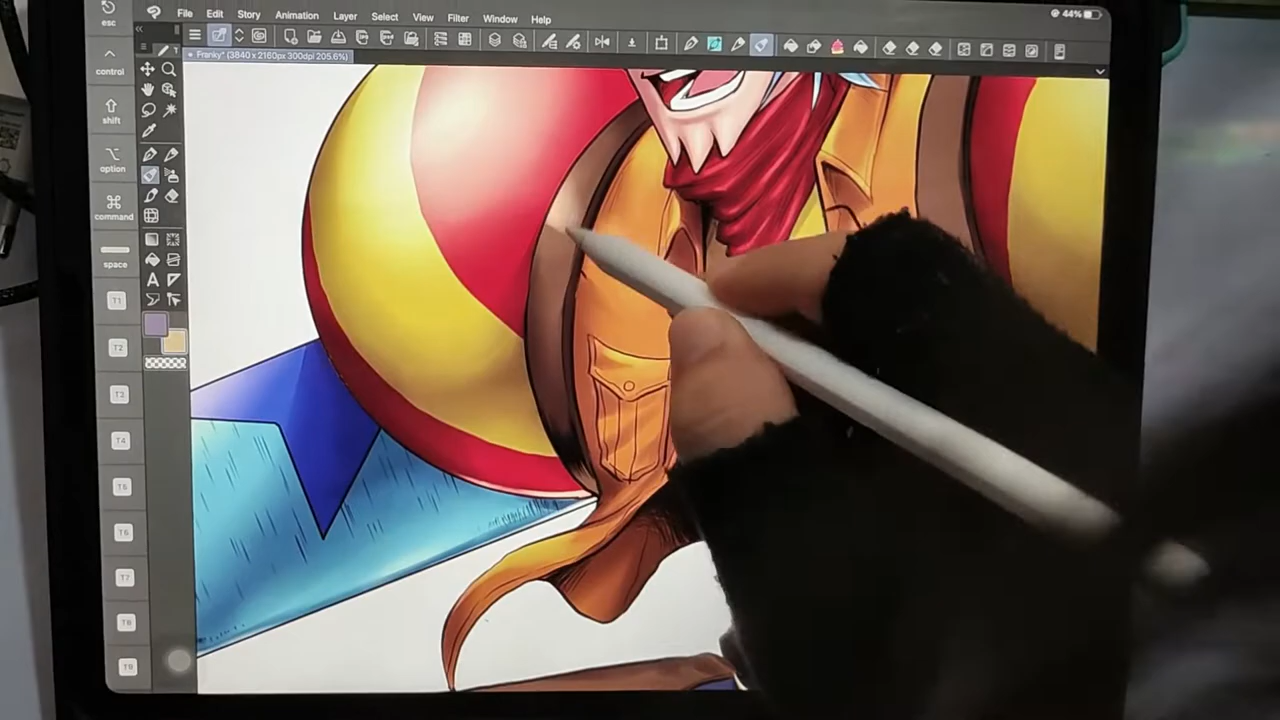 esc
control
shift
option
command
space
T1
T2
T2
T4
T6
T7
T8
T9
File Edit Story Animation Layer Select View Filter Window Help
44%
Franky* (3840 x 2160px 300dpi 205.6%)
T
A